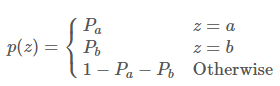 P_a z = a
p(z) = { P_b z = b
1 − P_a − P_b Otherwise